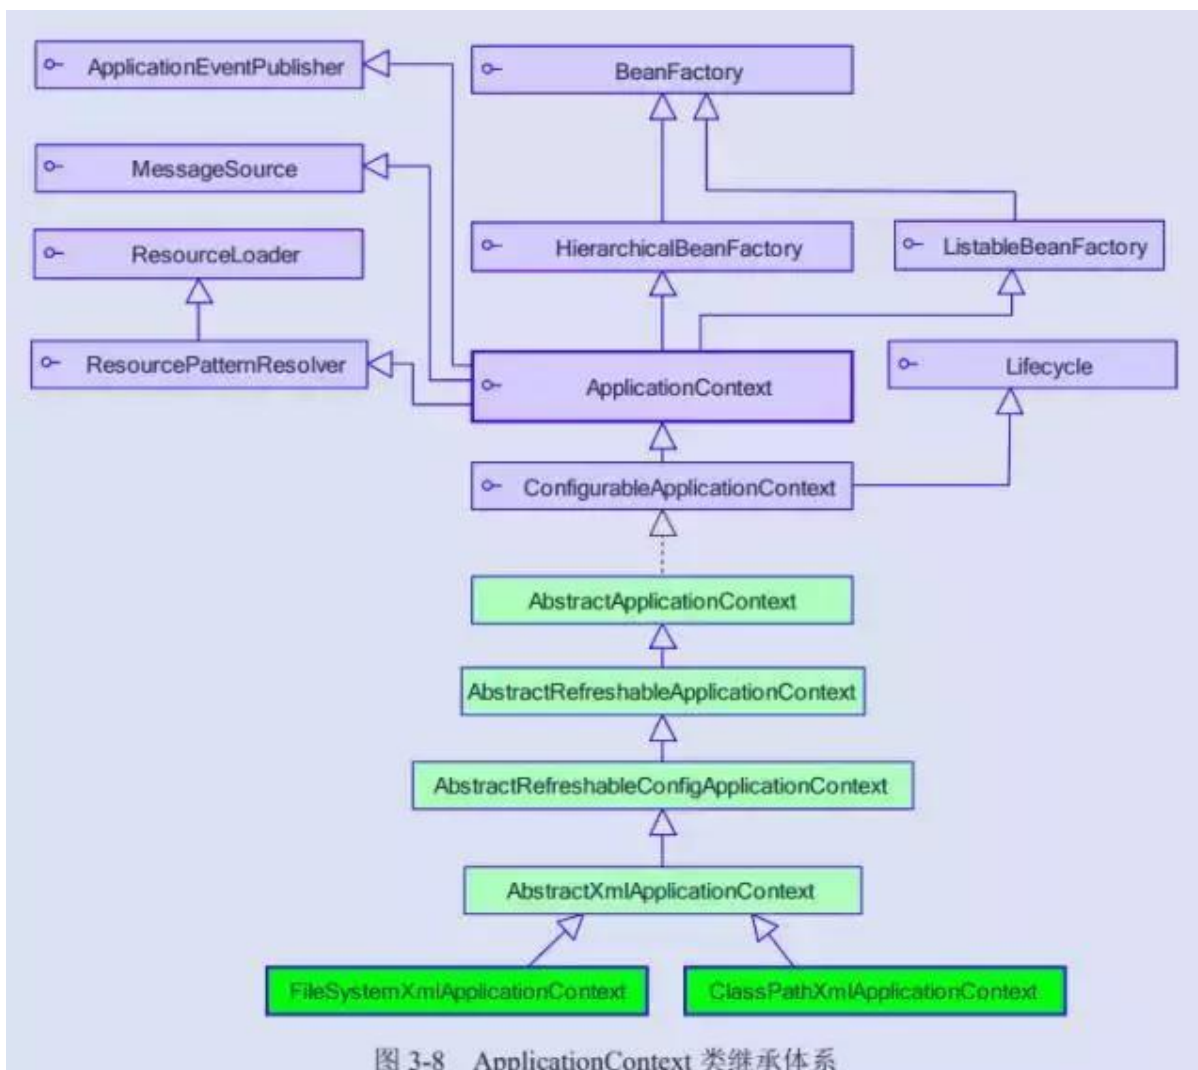 ApplicationEventPublisher
BeanFactory
MessageSource
ResourceLoader
HierarchicalBeanFactory
ListableBeanFactory
ResourcePatternResolver
ApplicationContext
Lifecycle
ConfigurableApplicationContext
AbstractApplicationContext
AbstractRefreshableApplicationContext
AbstractRefreshableConfigApplicationContext
AbstractXmlApplicationContext
FileSystemXmlApplicationContext
ClassPathXmlApplicationContext
图 3-8 ApplicationContext 类继承体系